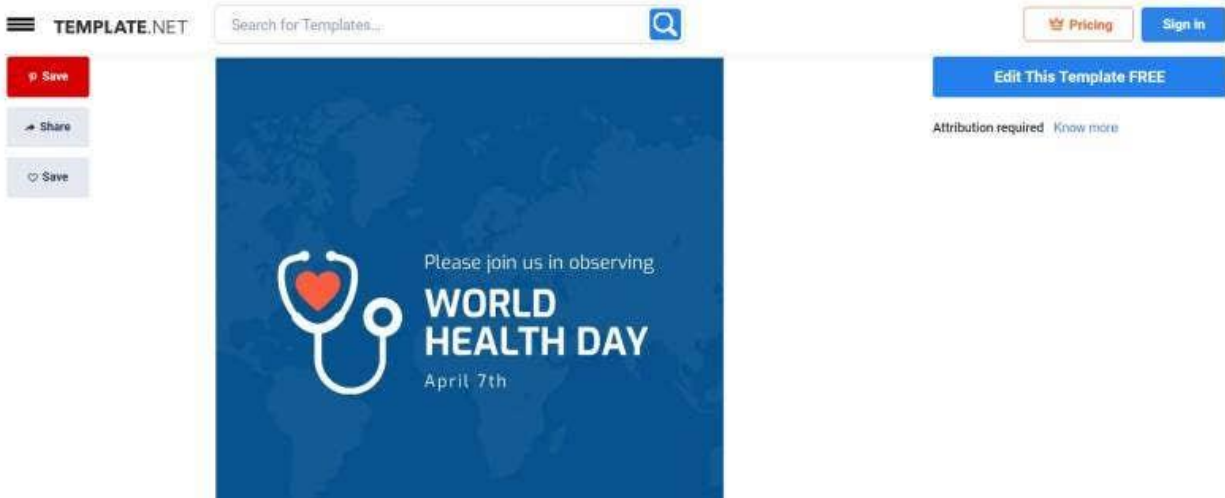 TEMPLATE.NET
Search for Templates...
Pricing
Sign in
Save
Share
Save
Edit This Template FREE
Attribution required Know more
Please join us in observing
WORLD
HEALTH DAY
April 7th